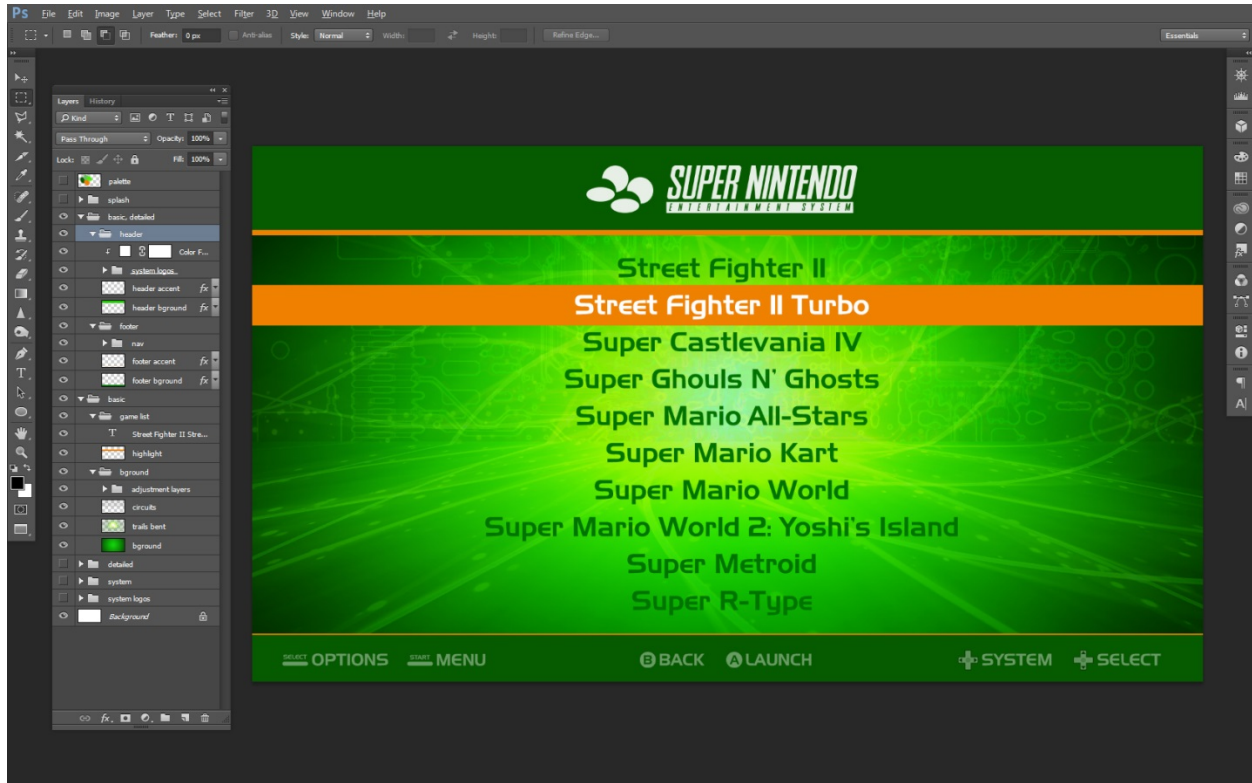 Ps File Edit Image Layer Type Select Filter 3D View Window Help
Feather: 0 px Anti-alias Style: Normal Width: Height: Refine Edge... Essentials
Layers History
Kind
Pass Through Opacity: 100%
Lock: Fill: 100%
palette
splash
basic, detailed
header
Color F...
system logos
header accent fx
header bground fx
footer
nav
footer accent fx
footer bground fx
basic
game list
T Street Fighter II Stre...
highlight
bground
adjustment layers
circuits
trails bent
bground
detailed
system
system logos
Background
fx
SUPER NINTENDO
ENTERTAINMENT SYSTEM
Street Fighter II
Street Fighter II Turbo
Super Castlevania IV
Super Ghouls N' Ghosts
Super Mario All-Stars
Super Mario Kart
Super Mario World
Super Mario World 2: Yoshi's Island
Super Metroid
Super R-Type
SELECT OPTIONS START MENU B BACK A LAUNCH SYSTEM SELECT